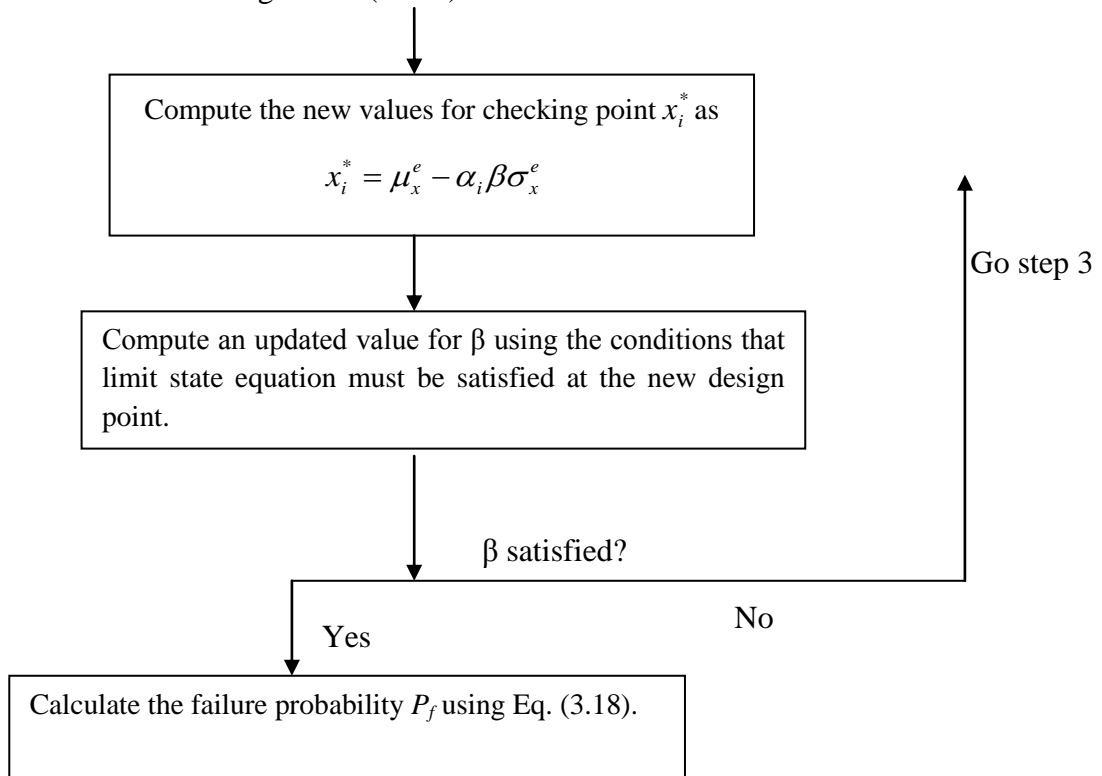 Compute the new values for checking point x_i^* as
x_i^* = μ_x^e − α_i βσ_x^e
Go step 3
Compute an updated value for β using the conditions that
limit state equation must be satisfied at the new design
point.
β satisfied?
No
Yes
Calculate the failure probability P_f using Eq. (3.18).